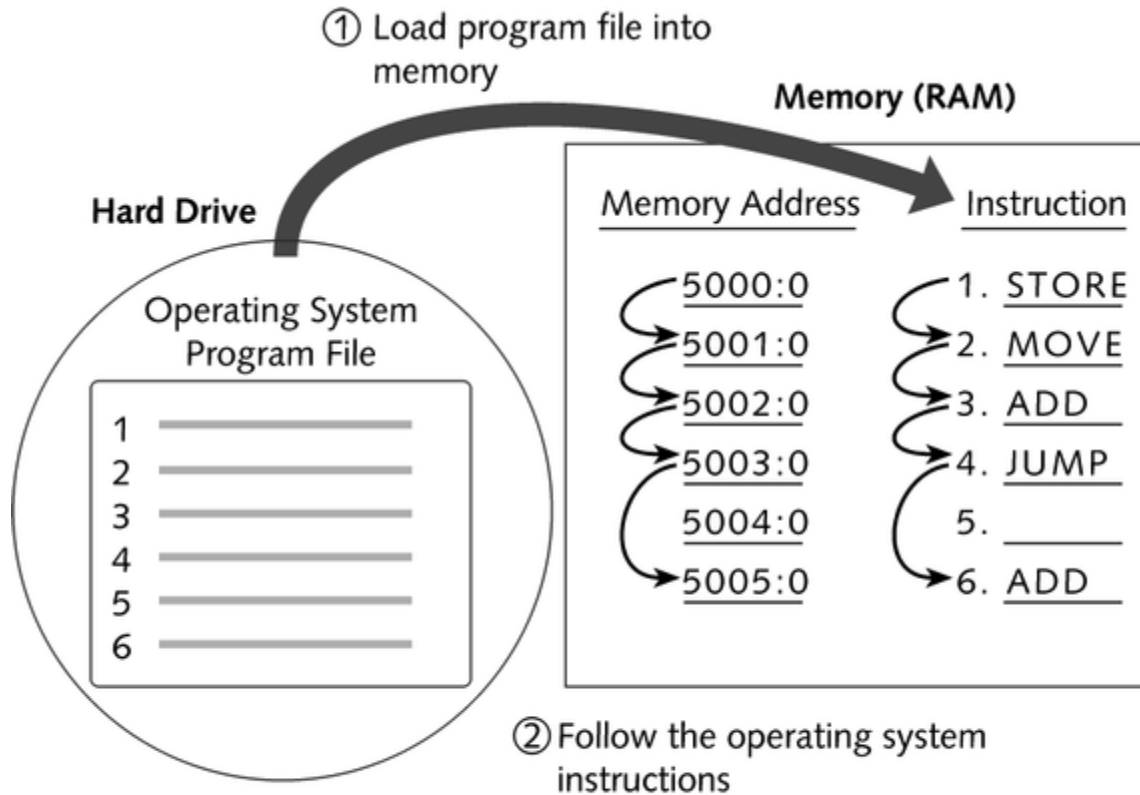 ① Load program file into
memory
Memory (RAM)
Hard Drive
Memory Address Instruction
Operating System
Program File
5000:0 1. STORE
5001:0 2. MOVE
5002:0 3. ADD
5003:0 4. JUMP
5004:0 5.
5005:0 6. ADD
1
2
3
4
5
6
② Follow the operating system
instructions